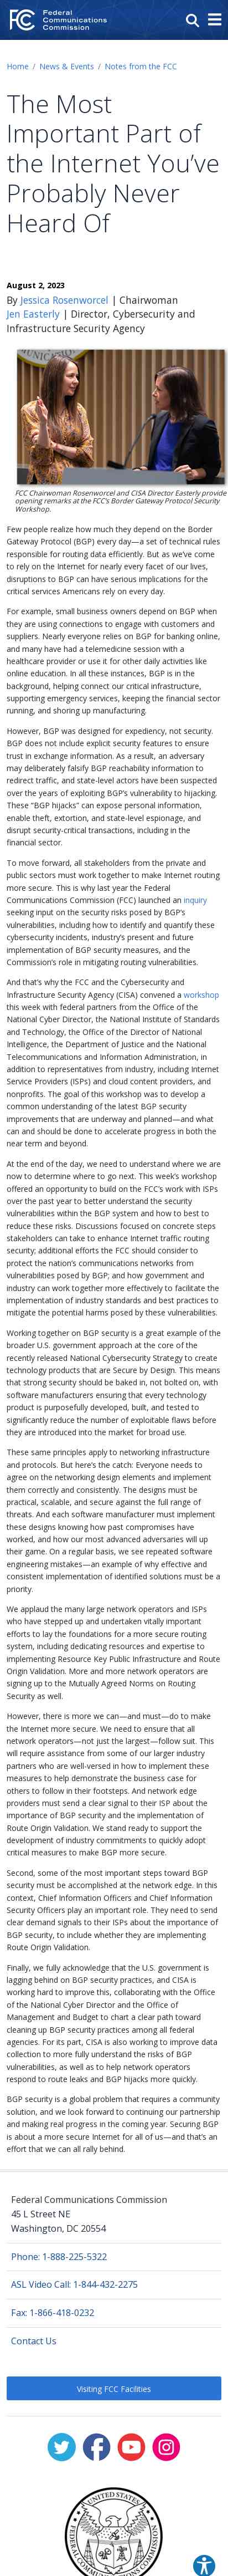 FC Federal
Communications
Commission
Home / News & Events / Notes from the FCC
The Most
Important Part of
the Internet You’ve
Probably Never
Heard Of
August 2, 2023
By Jessica Rosenworcel | Chairwoman
Jen Easterly | Director, Cybersecurity and
Infrastructure Security Agency
FCC Chairwoman Rosenworcel and CISA Director Easterly provide
opening remarks at the FCC's Border Gateway Protocol Security
Workshop.
Few people realize how much they depend on the Border
Gateway Protocol (BGP) every day—a set of technical rules
responsible for routing data efficiently. But as we’ve come
to rely on the Internet for nearly every facet of our lives,
disruptions to BGP can have serious implications for the
critical services Americans rely on every day.
For example, small business owners depend on BGP when
they are using connections to engage with customers and
suppliers. Nearly everyone relies on BGP for banking online,
and many have had a telemedicine session with a
healthcare provider or use it for other daily activities like
online education. In all these instances, BGP is in the
background, helping connect our critical infrastructure,
supporting emergency services, keeping the financial sector
running, and shoring up manufacturing.
However, BGP was designed for expediency, not security.
BGP does not include explicit security features to ensure
trust in exchange information. As a result, an adversary
may deliberately falsify BGP reachability information to
redirect traffic, and state-level actors have been suspected
over the years of exploiting BGP’s vulnerability to hijacking.
These “BGP hijacks” can expose personal information,
enable theft, extortion, and state-level espionage, and
disrupt security-critical transactions, including in the
financial sector.
To move forward, all stakeholders from the private and
public sectors must work together to make Internet routing
more secure. This is why last year the Federal
Communications Commission (FCC) launched an inquiry
seeking input on the security risks posed by BGP’s
vulnerabilities, including how to identify and quantify these
cybersecurity incidents, industry’s present and future
implementation of BGP security measures, and the
Commission’s role in mitigating routing vulnerabilities.
And that’s why the FCC and the Cybersecurity and
Infrastructure Security Agency (CISA) convened a workshop
this week with federal partners from the Office of the
National Cyber Director, the National Institute of Standards
and Technology, the Office of the Director of National
Intelligence, the Department of Justice and the National
Telecommunications and Information Administration, in
addition to representatives from industry, including Internet
Service Providers (ISPs) and cloud content providers, and
nonprofits. The goal of this workshop was to develop a
common understanding of the latest BGP security
improvements that are underway and planned—and what
can and should be done to accelerate progress in both the
near term and beyond.
At the end of the day, we need to understand where we are
now to determine where to go next. This week’s workshop
offered an opportunity to build on the FCC’s work with ISPs
over the past year to better understand the security
vulnerabilities within the BGP system and how to best to
reduce these risks. Discussions focused on concrete steps
stakeholders can take to enhance Internet traffic routing
security; additional efforts the FCC should consider to
protect the nation’s communications networks from
vulnerabilities posed by BGP; and how government and
industry can work together more effectively to facilitate the
implementation of industry standards and best practices to
mitigate the potential harms posed by these vulnerabilities.
Working together on BGP security is a great example of the
broader U.S. government approach at the core of the
recently released National Cybersecurity Strategy to create
technology products that are Secure by Design. This means
that strong security should be baked in, not bolted on, with
software manufacturers ensuring that every technology
product is purposefully developed, built, and tested to
significantly reduce the number of exploitable flaws before
they are introduced into the market for broad use.
These same principles apply to networking infrastructure
and protocols. But here’s the catch: Everyone needs to
agree on the networking design elements and implement
them correctly and consistently. The designs must be
practical, scalable, and secure against the full range of
threats. And each software manufacturer must implement
these designs knowing how past compromises have
worked, and how our most advanced adversaries will up
their game. On a regular basis, we see repeated software
engineering mistakes—an example of why effective and
consistent implementation of identified solutions must be a
priority.
We applaud the many large network operators and ISPs
who have stepped up and undertaken vitally important
efforts to lay the foundations for a more secure routing
system, including dedicating resources and expertise to
implementing Resource Key Public Infrastructure and Route
Origin Validation. More and more network operators are
signing up to the Mutually Agreed Norms on Routing
Security as well.
However, there is more we can—and must—do to make
the Internet more secure. We need to ensure that all
network operators—not just the largest—follow suit. This
will require assistance from some of our larger industry
partners who are well-versed in how to implement these
measures to help demonstrate the business case for
others to follow in their footsteps. And network edge
providers must send a clear signal to their ISP about the
importance of BGP security and the implementation of
Route Origin Validation. We stand ready to support the
development of industry commitments to quickly adopt
critical measures to make BGP more secure.
Second, some of the most important steps toward BGP
security must be accomplished at the network edge. In this
context, Chief Information Officers and Chief Information
Security Officers play an important role. They need to send
clear demand signals to their ISPs about the importance of
BGP security, to include whether they are implementing
Route Origin Validation.
Finally, we fully acknowledge that the U.S. government is
lagging behind on BGP security practices, and CISA is
working hard to improve this, collaborating with the Office
of the National Cyber Director and the Office of
Management and Budget to chart a clear path toward
cleaning up BGP security practices among all federal
agencies. For its part, CISA is also working to improve data
collection to more fully understand the risks of BGP
vulnerabilities, as well as to help network operators
respond to route leaks and BGP hijacks more quickly.
BGP security is a global problem that requires a community
solution, and we look forward to continuing our partnership
and making real progress in the coming year. Securing BGP
is about a more secure Internet for all of us—and that’s an
effort that we can all rally behind.
Federal Communications Commission
45 L Street NE
Washington, DC 20554
Phone: 1-888-225-5322
ASL Video Call: 1-844-432-2275
Fax: 1-866-418-0232
Contact Us
Visiting FCC Facilities